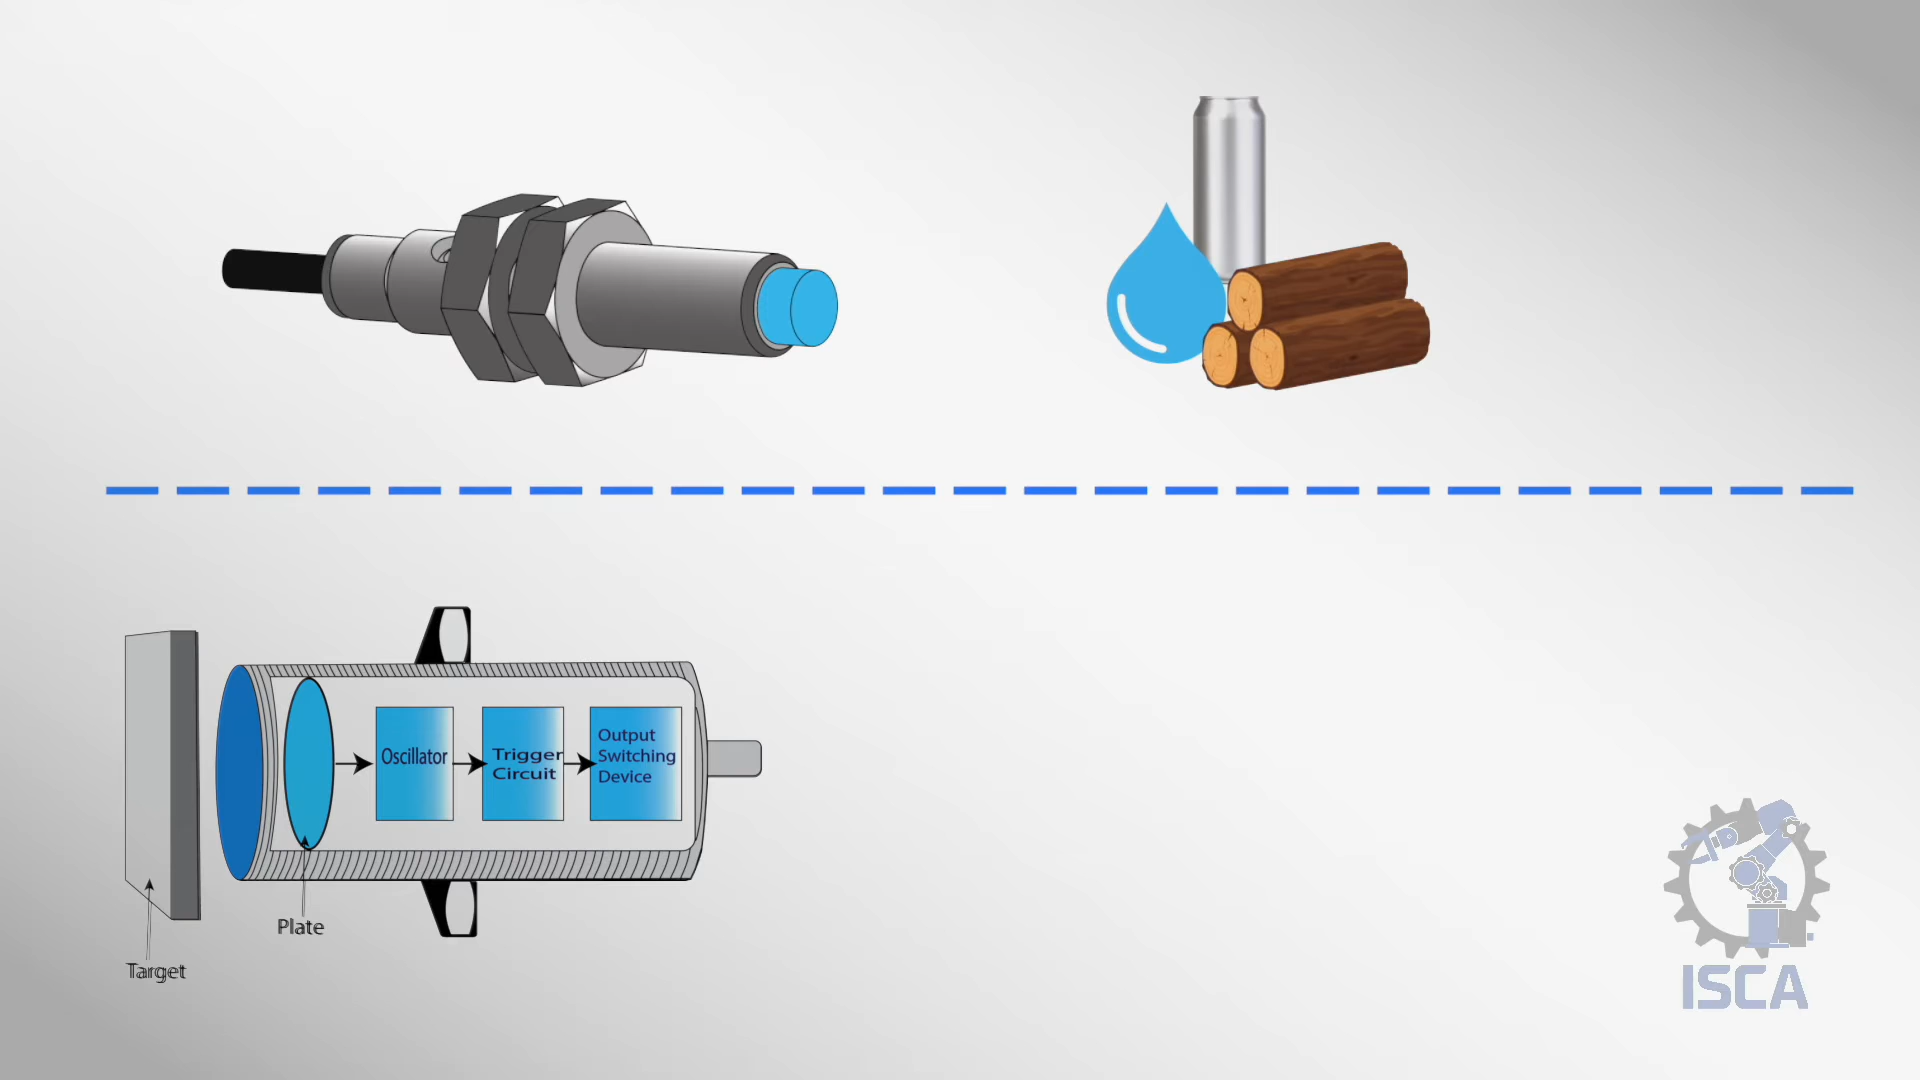 Oscillator
Trigger
Circuit
Output
Switching
Device
Plate
Target
ISCA